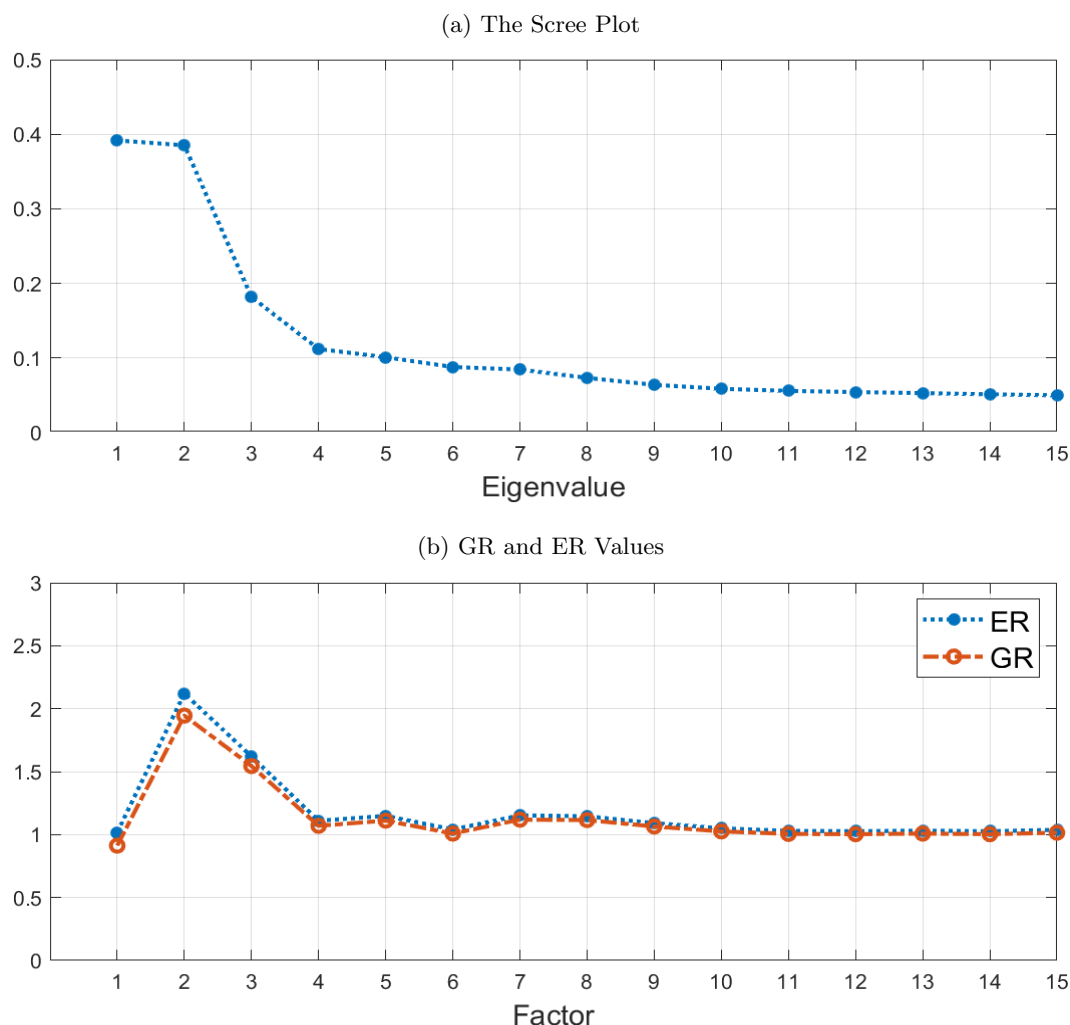 (a) The Scree Plot
0.5
0.4
0.3
0.2
0.1
0
1 2 3 4 5 6 7 8 9 10 11 12 13 14 15
Eigenvalue
(b) GR and ER Values
3
2.5
2
1.5
1
0.5
0
ER
GR
1 2 3 4 5 6 7 8 9 10 11 12 13 14 15
Factor